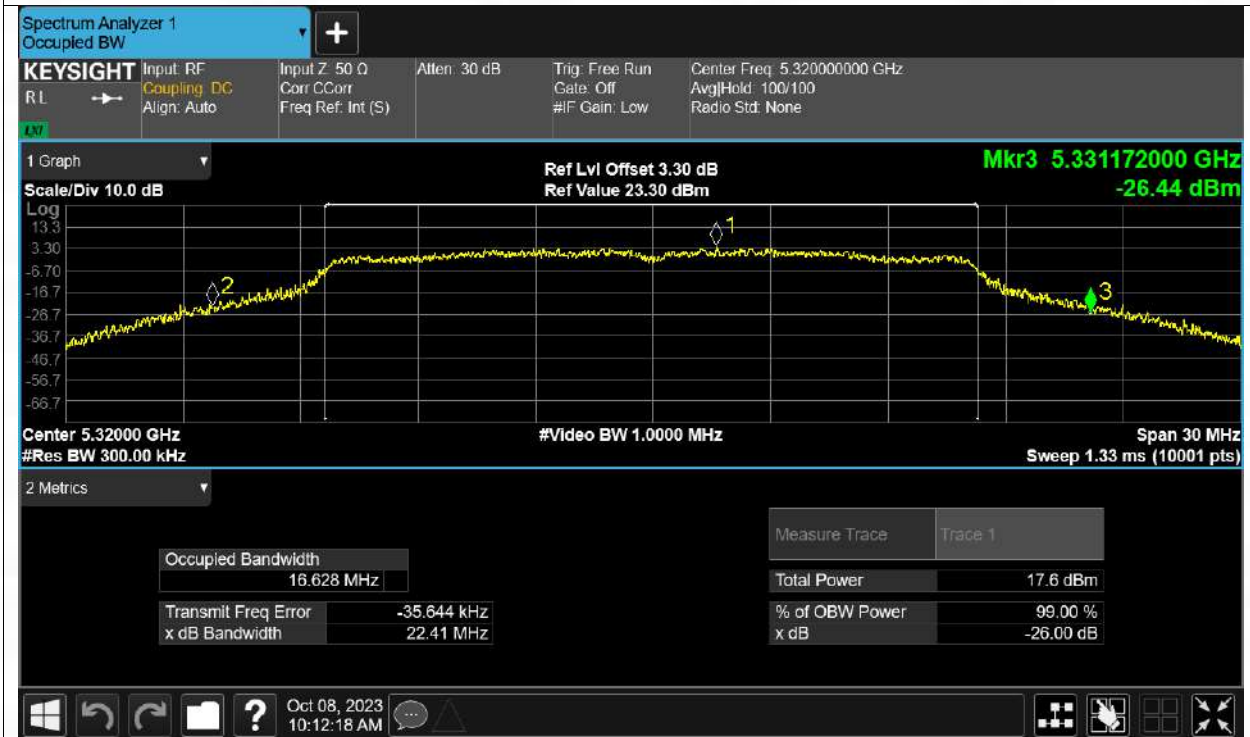 Spectrum Analyzer 1
Occupied BW
+
KEYSIGHT
RL
LXI
Input: RF
Coupling: DC
Align: Auto
Input Z: 50 Ω
Corr CCorr
Freq Ref: Int (S)
Atten: 30 dB
Trig: Free Run
Gate: Off
#IF Gain: Low
Center Freq: 5.320000000 GHz
Avg|Hold: 100/100
Radio Std: None
1 Graph
Scale/Div 10.0 dB
Ref Lvl Offset 3.30 dB
Ref Value 23.30 dBm
Mkr3 5.331172000 GHz
-26.44 dBm
Log
13.3
3.30
-6.70
-16.7
-26.7
-36.7
-46.7
-56.7
-66.7
1
2
3
Center 5.32000 GHz
#Res BW 300.00 kHz
#Video BW 1.0000 MHz
Span 30 MHz
Sweep 1.33 ms (10001 pts)
2 Metrics
Measure Trace Trace 1
Occupied Bandwidth
16.628 MHz
Total Power 17.6 dBm
Transmit Freq Error -35.644 kHz
% of OBW Power 99.00 %
x dB Bandwidth 22.41 MHz
x dB -26.00 dB
?
Oct 08, 2023
10:12:18 AM